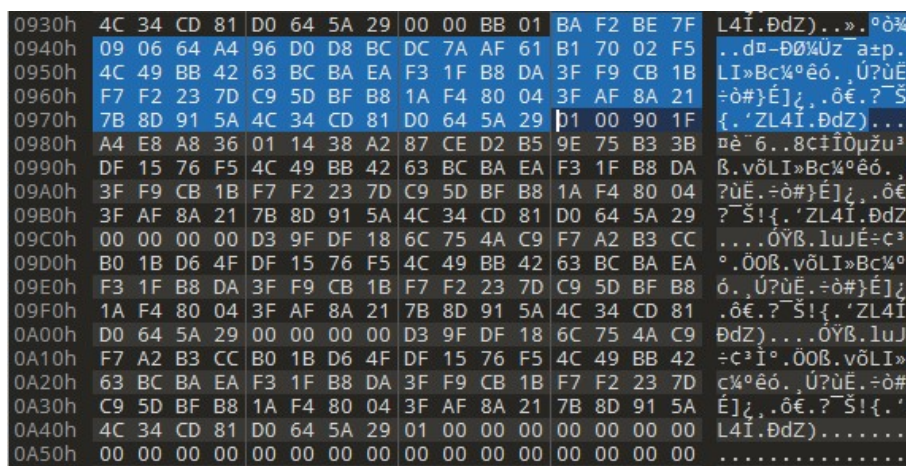 0930h 4C 34 CD 81 D0 64 5A 29 00 00 BB 01 BA F2 BE 7F L4Í.ÐdZ)..».ºò¾
0940h 09 06 64 A4 96 D0 D8 BC DC 7A AF 61 B1 70 02 F5 ..d¤–ÐØ¼Üz¯a±p.
0950h 4C 49 BB 42 63 BC BA EA F3 1F B8 DA 3F F9 CB 1B LI»Bc¼ºêó.¸Ú?ùË
0960h F7 F2 23 7D C9 5D BF B8 1A F4 80 04 3F AF 8A 21 ÷ò#}É]¿¸.ô€.?¯Š
0970h 7B 8D 91 5A 4C 34 CD 81 D0 64 5A 29 01 00 90 1F {.‘ZL4Í.ÐdZ)...
0980h A4 E8 A8 36 01 14 38 A2 87 CE D2 B5 9E 75 B3 3B ¤è¨6..8¢‡ÎÒµžu³
0990h DF 15 76 F5 4C 49 BB 42 63 BC BA EA F3 1F B8 DA ß.võLI»Bc¼ºêó.¸
09A0h 3F F9 CB 1B F7 F2 23 7D C9 5D BF B8 1A F4 80 04 ?ùË.÷ò#}É]¿¸.ô€
09B0h 3F AF 8A 21 7B 8D 91 5A 4C 34 CD 81 D0 64 5A 29 ?¯Š!{.‘ZL4Í.ÐdZ
09C0h 00 00 00 00 D3 9F DF 18 6C 75 4A C9 F7 A2 B3 CC ....ÓŸß.luJÉ÷¢³
09D0h B0 1B D6 4F DF 15 76 F5 4C 49 BB 42 63 BC BA EA °.ÖOß.võLI»Bc¼º
09E0h F3 1F B8 DA 3F F9 CB 1B F7 F2 23 7D C9 5D BF B8 ó.¸Ú?ùË.÷ò#}É]¿
09F0h 1A F4 80 04 3F AF 8A 21 7B 8D 91 5A 4C 34 CD 81 .ô€.?¯Š!{.‘ZL4Í
0A00h D0 64 5A 29 00 00 00 00 D3 9F DF 18 6C 75 4A C9 ÐdZ)....ÓŸß.luJ
0A10h F7 A2 B3 CC B0 1B D6 4F DF 15 76 F5 4C 49 BB 42 ÷¢³Ì°.ÖOß.võLI»
0A20h 63 BC BA EA F3 1F B8 DA 3F F9 CB 1B F7 F2 23 7D c¼ºêó.¸Ú?ùË.÷ò#
0A30h C9 5D BF B8 1A F4 80 04 3F AF 8A 21 7B 8D 91 5A É]¿¸.ô€.?¯Š!{.‘
0A40h 4C 34 CD 81 D0 64 5A 29 01 00 00 00 00 00 00 00 L4Í.ÐdZ).......
0A50h 00 00 00 00 00 00 00 00 00 00 00 00 00 00 00 00 ...............